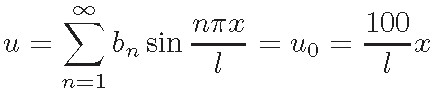 $u = \sum_{n=1}^{\infty} b_n \sin \frac{n\pi x}{l} = u_0 = \frac{100}{l} x$